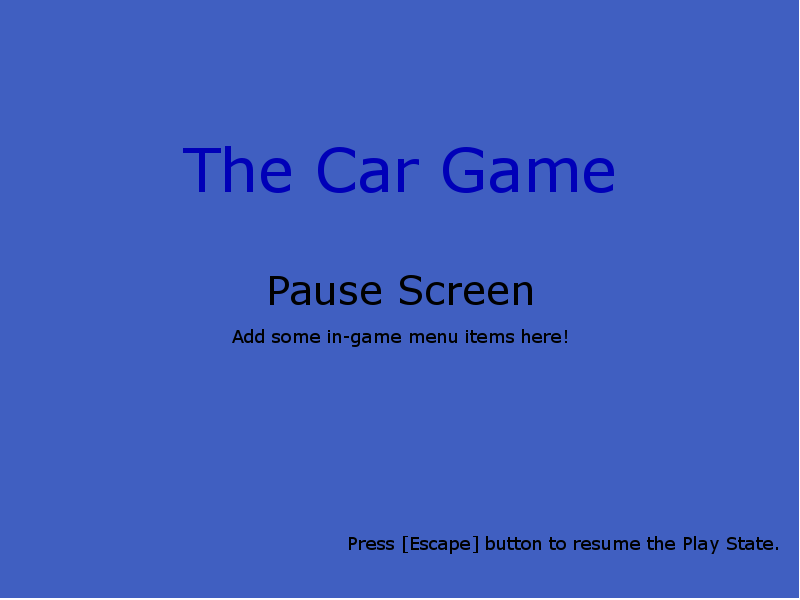 The Car Game
Pause Screen
Add some in-game menu items here!
Press [Escape] button to resume the Play State.